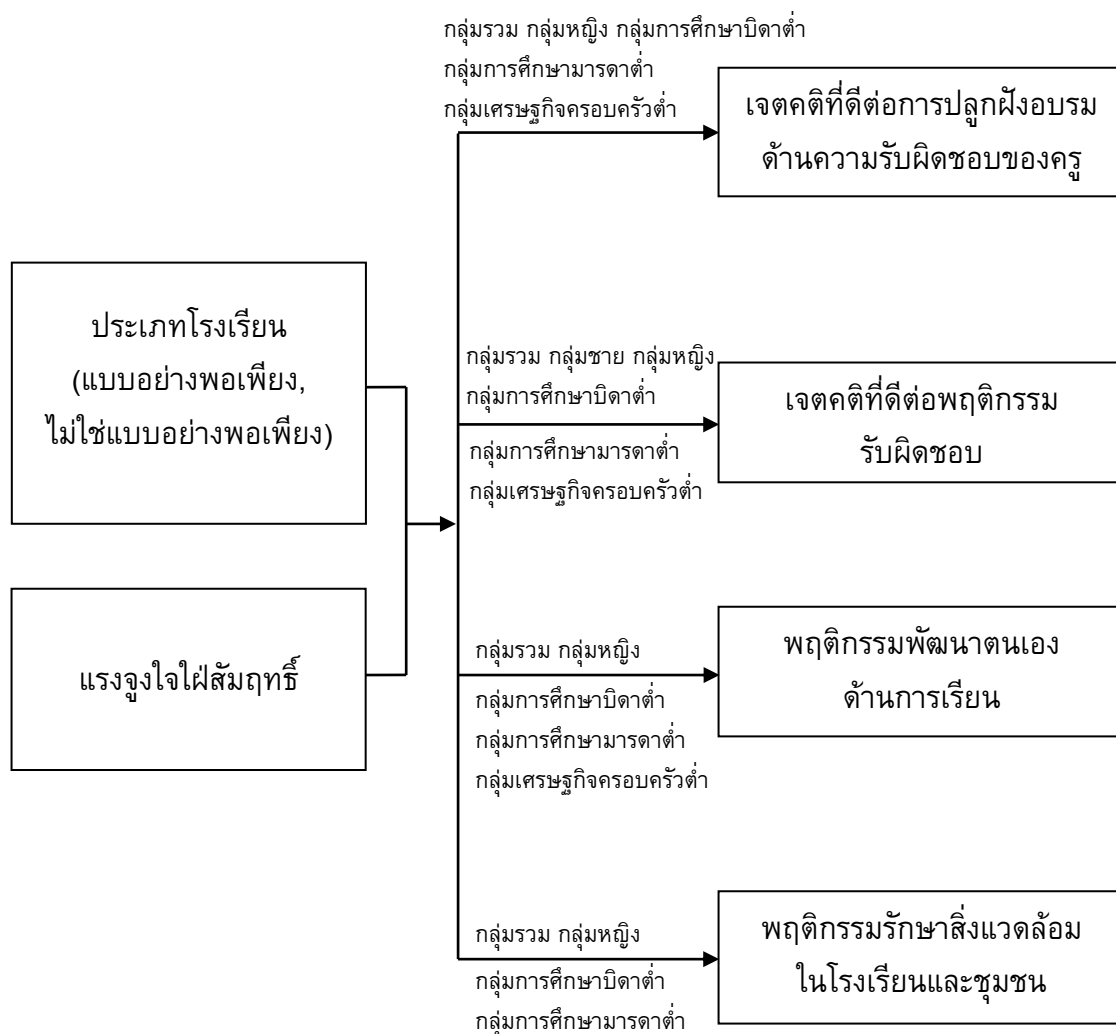 กลุ่มรวม กลุ่มหญิง กลุ่มการศึกษาบิดาต่ำ
กลุ่มการศึกษามารดาต่ำ
กลุ่มเศรษฐกิจครอบครัวต่ำ
เจตคติที่ดีต่อการปลูกฝังอบรม
ด้านความรับผิดชอบของครู
ประเภทโรงเรียน
(แบบอย่างพอเพียง,
ไม่ใช่แบบอย่างพอเพียง)
กลุ่มรวม กลุ่มชาย กลุ่มหญิง
กลุ่มการศึกษาบิดาต่ำ
กลุ่มการศึกษามารดาต่ำ
กลุ่มเศรษฐกิจครอบครัวต่ำ
เจตคติที่ดีต่อพฤติกรรม
รับผิดชอบ
แรงจูงใจใฝ่สัมฤทธิ์
กลุ่มรวม กลุ่มหญิง
กลุ่มการศึกษาบิดาต่ำ
กลุ่มการศึกษามารดาต่ำ
กลุ่มเศรษฐกิจครอบครัวต่ำ
พฤติกรรมพัฒนาตนเอง
ด้านการเรียน
กลุ่มรวม กลุ่มหญิง
กลุ่มการศึกษาบิดาต่ำ
กลุ่มการศึกษามารดาต่ำ
พฤติกรรมรักษาสิ่งแวดล้อม
ในโรงเรียนและชุมชน